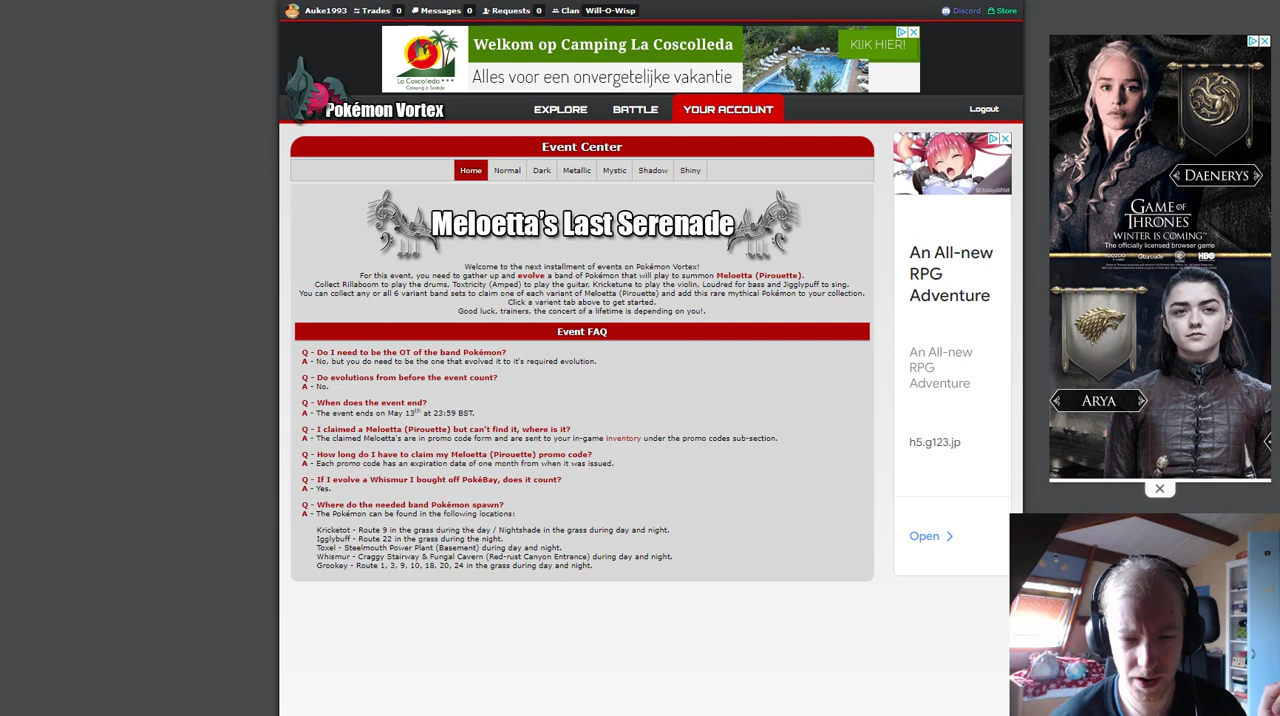 Auke1993 Trades 0 Messages 0 Requests 0 Clan Will-O-Wisp Discord Store
Welkom op Camping La Coscolleda
Alles voor een onvergetelijke vakantie
KLIK HIER!
La Coscolleda
Camping à Sorède
Pokémon Vortex
EXPLORE BATTLE YOUR ACCOUNT Logout
Event Center
Home Normal Dark Metallic Mystic Shadow Shiny
Meloetta's Last Serenade
Welcome to the next installment of events on Pokémon Vortex!
For this event, you need to gather up and evolve a band of Pokémon that will play to summon Meloetta (Pirouette).
Collect Rillaboom to play the drums, Toxtricity (Amped) to play the guitar, Kricketune to play the violin, Loudred for bass and Jigglypuff to sing.
You can collect any or all 6 variant band sets to claim one of each variant of Meloetta (Pirouette) and add this rare mythical Pokémon to your collection.
Click a varient tab above to get started.
Good luck, trainers, the concert of a lifetime is depending on you!.
Event FAQ
Q - Do I need to be the OT of the band Pokémon?
A - No, but you do need to be the one that evolved it to it's required evolution.
Q - Do evolutions from before the event count?
A - No.
Q - When does the event end?
A - The event ends on May 13th at 23:59 BST.
Q - I claimed a Meloetta (Pirouette) but can't find it, where is it?
A - The claimed Meloetta's are in promo code form and are sent to your in-game inventory under the promo codes sub-section.
Q - How long do I have to claim my Meloetta (Pirouette) promo code?
A - Each promo code has an expiration date of one month from when it was issued.
Q - If I evolve a Whismur I bought off PokéBay, does it count?
A - Yes.
Q - Where do the needed band Pokémon spawn?
A - The Pokémon can be found in the following locations:
Kricketot - Route 9 in the grass during the day / Nightshade in the grass during day and night.
Igglybuff - Route 22 in the grass during the night.
Toxel - Steelmouth Power Plant (Basement) during day and night.
Whismur - Craggy Stairway & Fungal Cavern (Red-rust Canyon Entrance) during day and night.
Grookey - Route 1, 3, 9, 10, 18, 20, 24 in the grass during day and night.
An All-new
RPG
Adventure
An All-new
RPG
Adventure
h5.g123.jp
Open
DAENERYS
GAME OF
THRONES
WINTER IS COMING™
The officially licensed browser game
HBO
ARYA